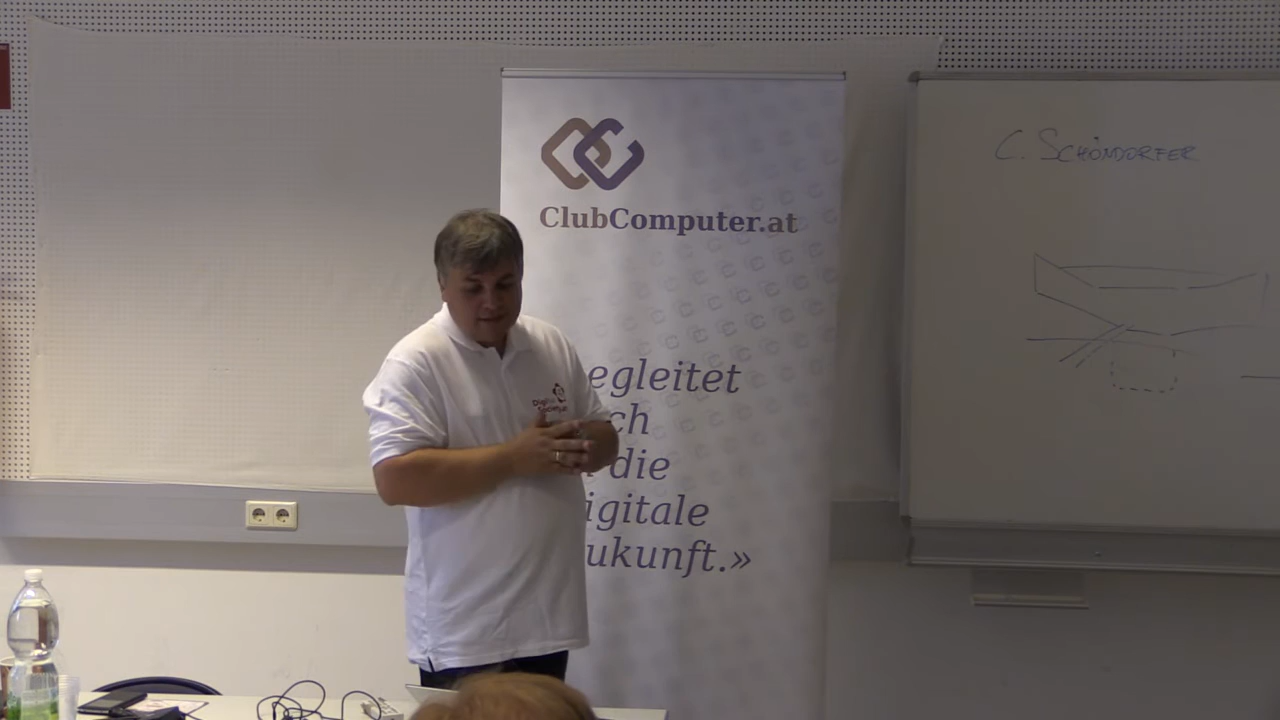 ClubComputer.at
C. SCHÖNDORFER
egleitet
ch
die
igitale
ukunft.»